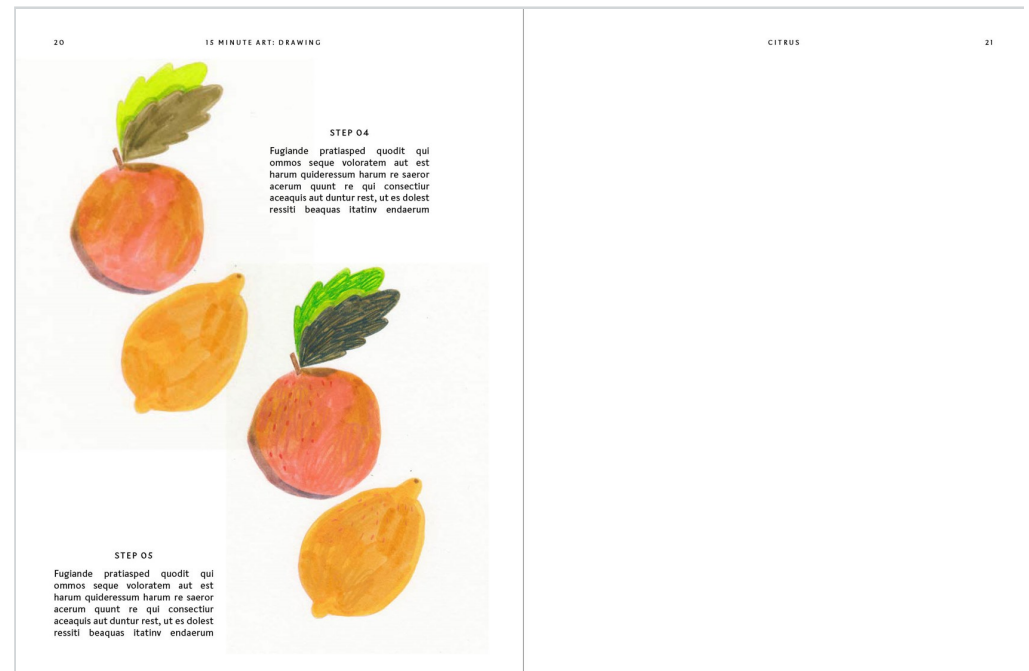 20
15 MINUTE ART: DRAWING
STEP 04
Fugiande pratiasped quodit qui
ommos seque voloratem aut est
harum quideressum harum re saeror
acerum quunt re qui consectiur
aceaquis aut duntur rest, ut es dolest
ressiti beaquas itatinv endaerum
STEP 05
Fugiande pratiasped quodit qui
ommos seque voloratem aut est
harum quideressum harum re saeror
acerum quunt re qui consectiur
aceaquis aut duntur rest, ut es dolest
ressiti beaquas itatinv endaerum
CITRUS
21